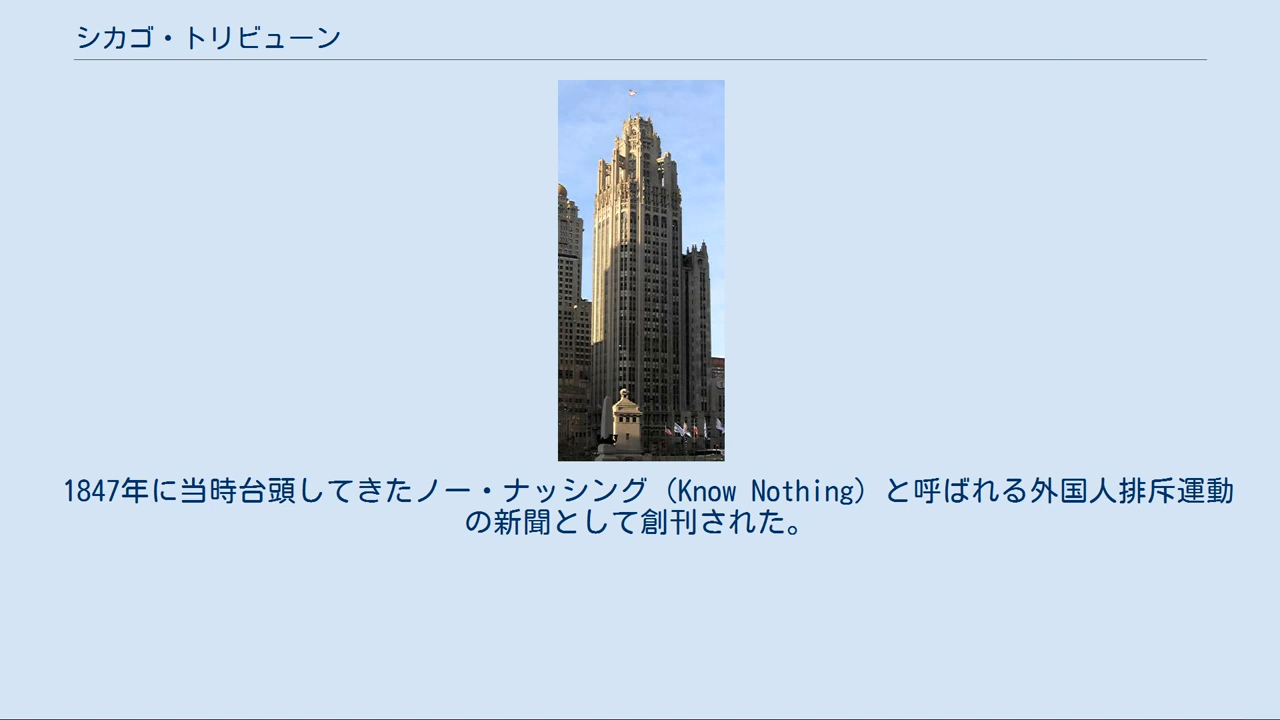 シカゴ・トリビューン
1847年に当時台頭してきたノー・ナッシング（Know Nothing）と呼ばれる外国人排斥運動
の新聞として創刊された。